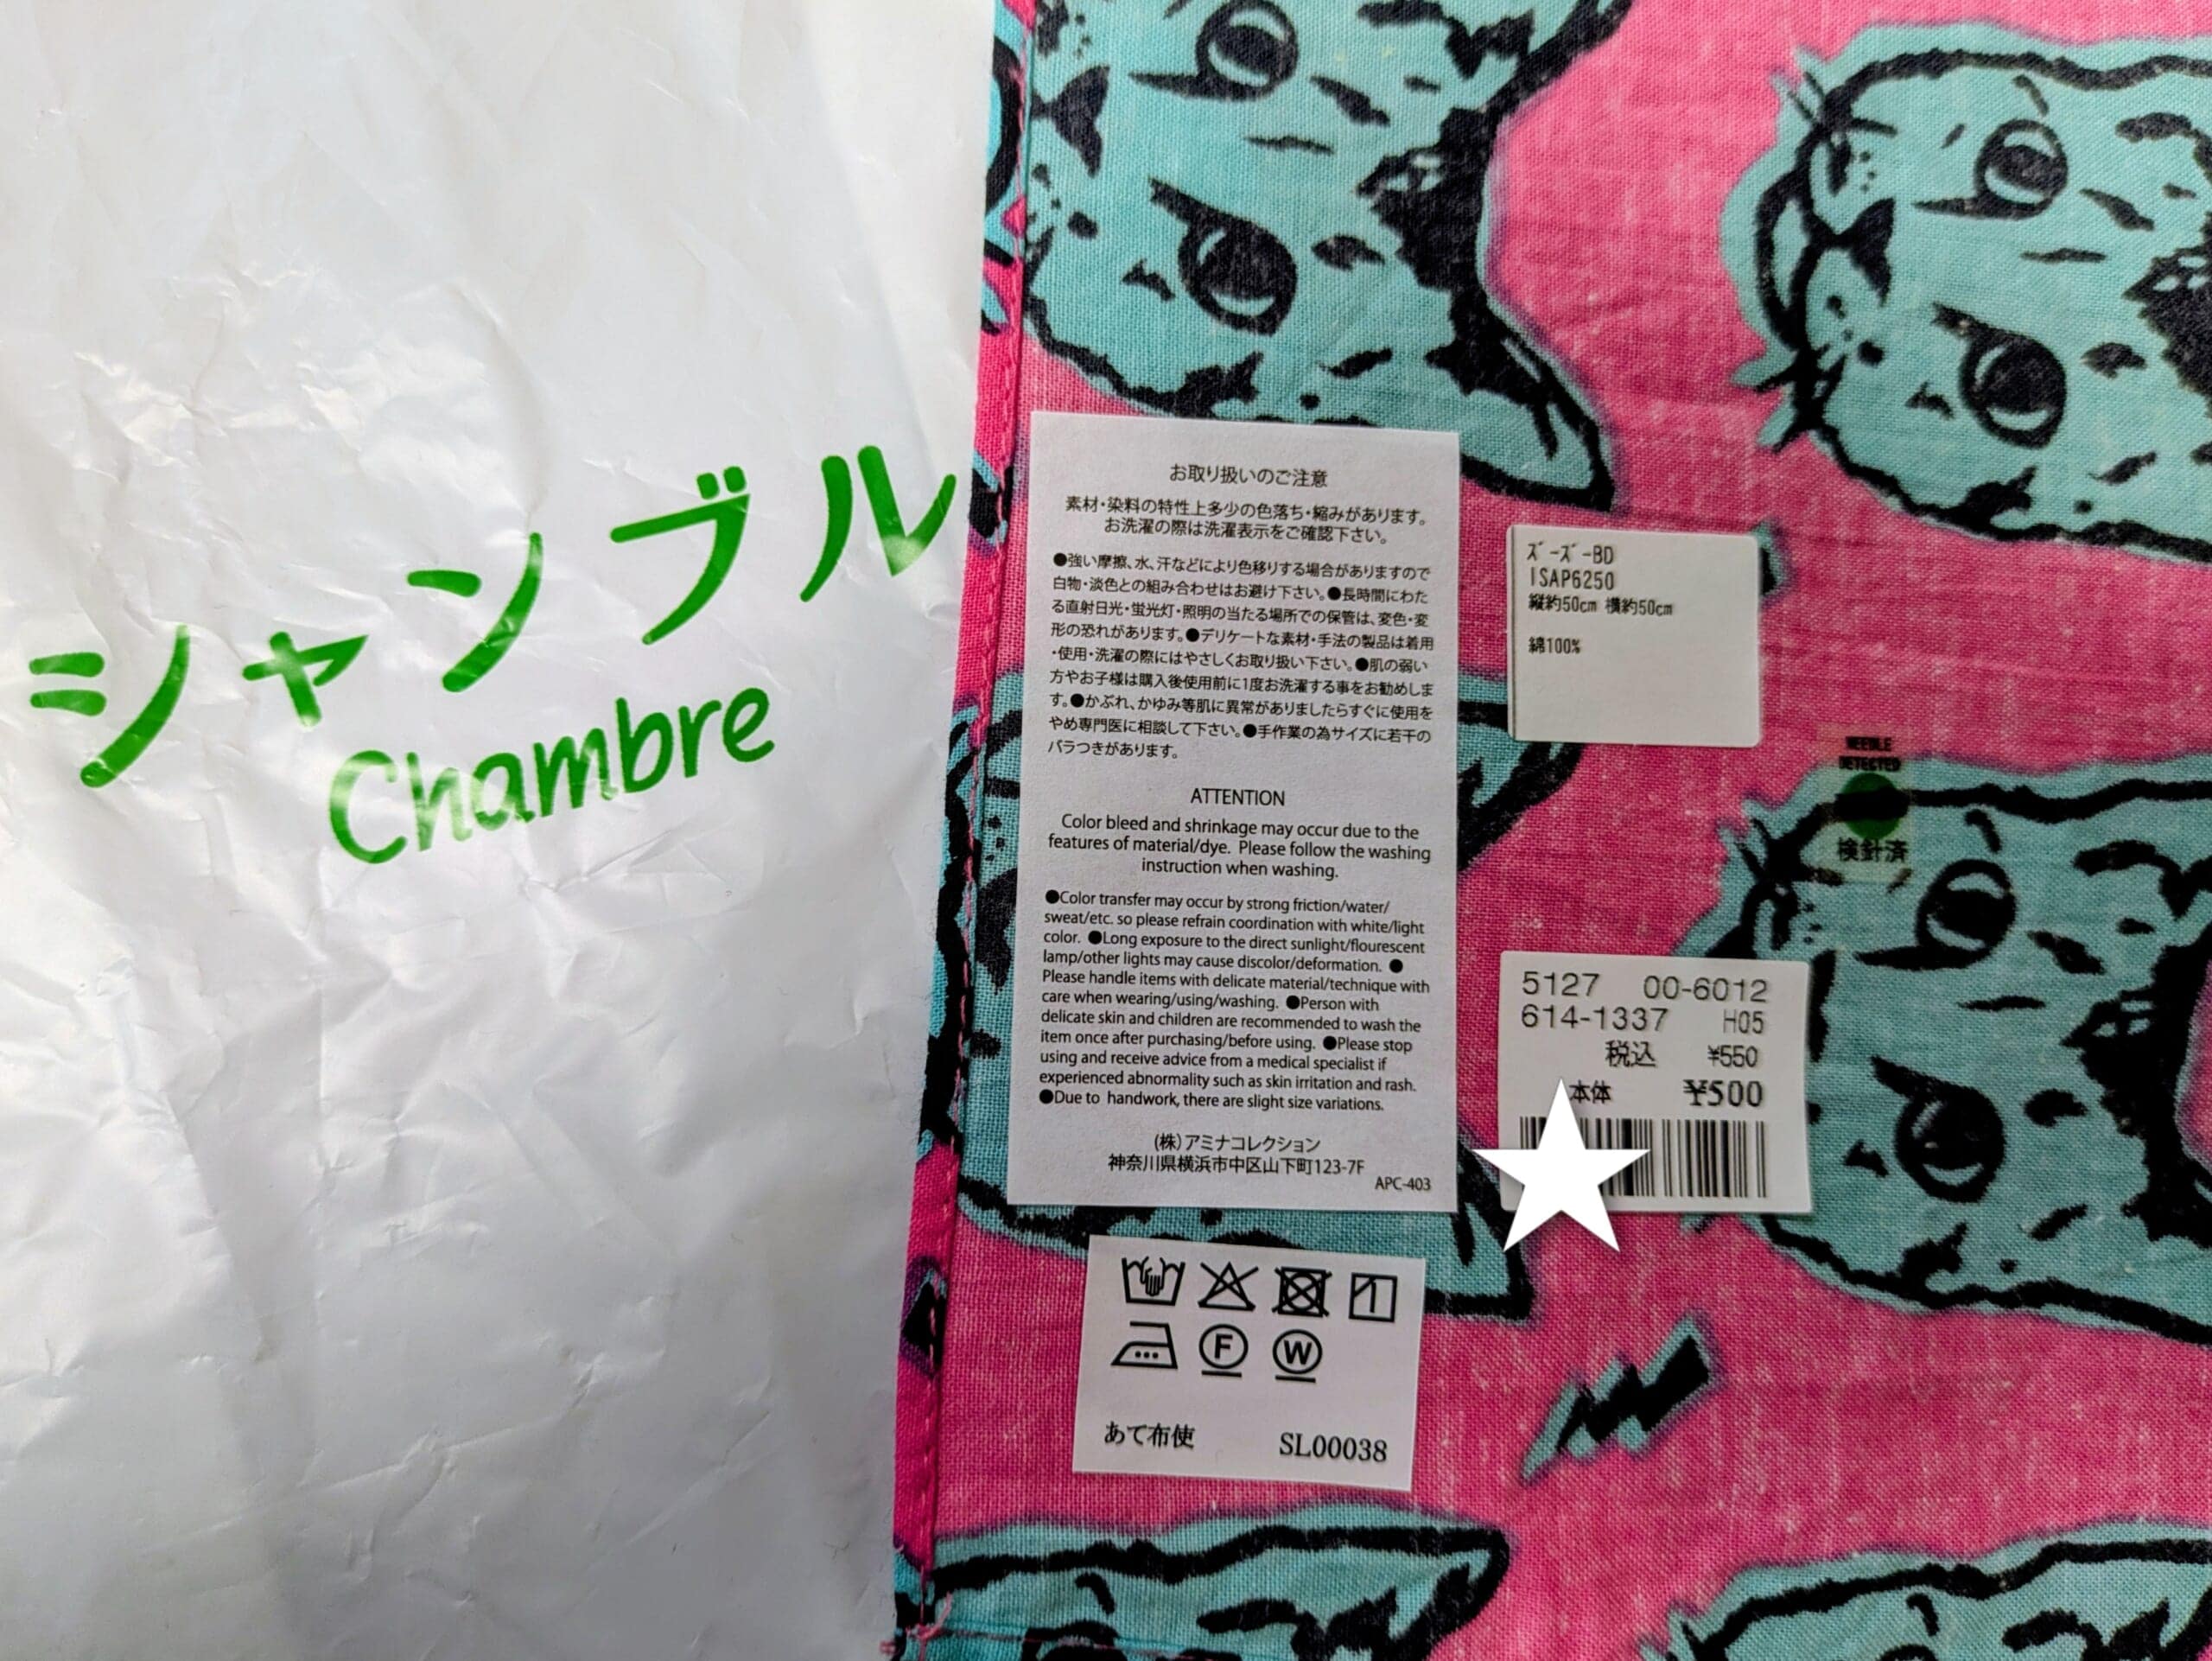 シャンブル
Chambre
お取り扱いのご注意
素材・染料の特性上多少の色落ち・縮みがあります。
お洗濯の際は洗濯表示をご確認下さい。
●強い摩擦、水、汗などにより色移りする場合がありますので
白物・淡色との組み合わせはお避け下さい。●長時間にわた
る直射日光・蛍光灯・照明の当たる場所での保管は、変色・変
形の恐れがあります。●デリケートな素材・手法の製品は着用
・使用・洗濯の際にはやさしくお取り扱い下さい。●肌の弱い
方やお子様は購入後使用前に1度お洗濯する事をお勧めしま
す。●かぶれ、かゆみ等肌に異常がありましたらすぐに使用を
やめ専門医に相談して下さい。●手作業の為サイズに若干の
バラつきがあります。
ATTENTION
Color bleed and shrinkage may occur due to the
features of material/dye. Please follow the washing
instruction when washing.
●Color transfer may occur by strong friction/water/
sweat/etc. so please refrain coordination with white/light
color. ●Long exposure to the direct sunlight/flourescent
lamp/other lights may cause discolor/deformation. ●
Please handle items with delicate material/technique with
care when wearing/using/washing. ●Person with
delicate skin and children are recommended to wash the
item once after purchasing/before using. ●Please stop
using and receive advice from a medical specialist if
experienced abnormality such as skin irritation and rash.
●Due to handwork, there are slight size variations.
(株)アミナコレクション
神奈川県横浜市中区山下町123-7F
APC-403
ズーズーBD
ISAP6250
縦約50cm 横約50cm
綿100%
NEEDLE
DETECTED
検針済
5127 00-6012
614-1337 H05
税込 ¥550
本体 ¥500
F W
あて布使 SL00038